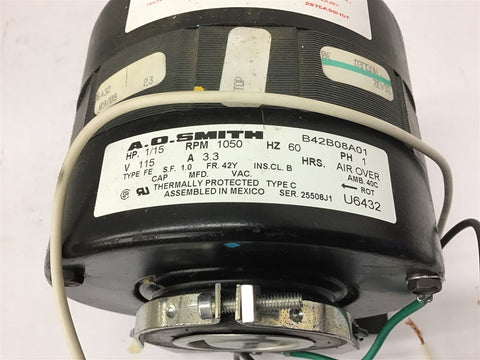 2876A99H01
23
A.O.SMITH B42B08A01
HP. 1/15 RPM 1050 HZ 60 PH 1
V 115 A 3.3 HRS. AIR OVER
TYPE FE S.F. 1.0 FR. 42Y INS.CL. B AMB. 40C
CAP MFD. VAC. ROT
THERMALLY PROTECTED TYPE C U6432
ASSEMBLED IN MEXICO SER. 25508J1